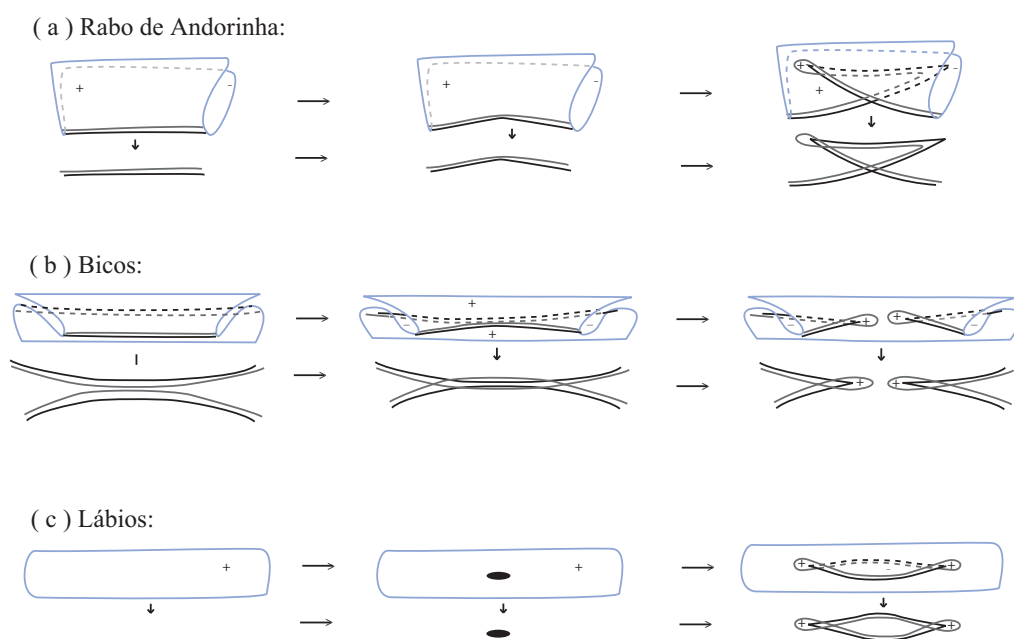 ( a ) Rabo de Andorinha:
+ -
+ -
+ + -
( b ) Bicos:
+ - - +
- + + -
+ +
( c ) Lábios:
+
+
+ - +
+ +